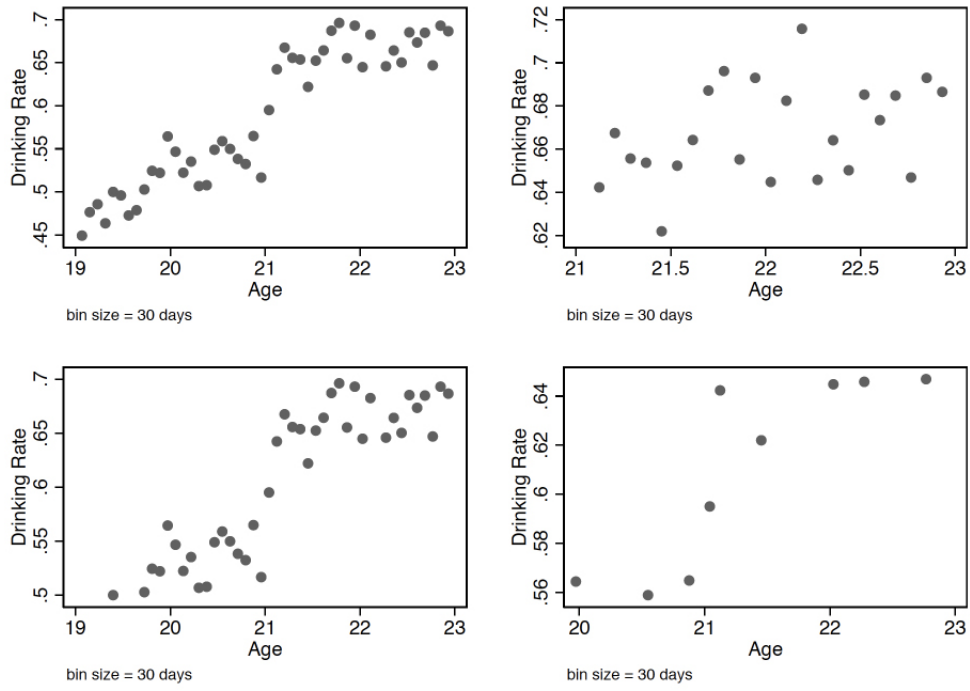 Drinking Rate
.45 .5 .55 .6 .65 .7
19 20 21 22 23
Age
bin size = 30 days
Drinking Rate
.62 .64 .66 .68 .7 .72
21 21.5 22 22.5 23
Age
bin size = 30 days
Drinking Rate
.5 .55 .6 .65 .7
19 20 21 22 23
Age
bin size = 30 days
Drinking Rate
.56 .58 .6 .62 .64
20 21 22 23
Age
bin size = 30 days